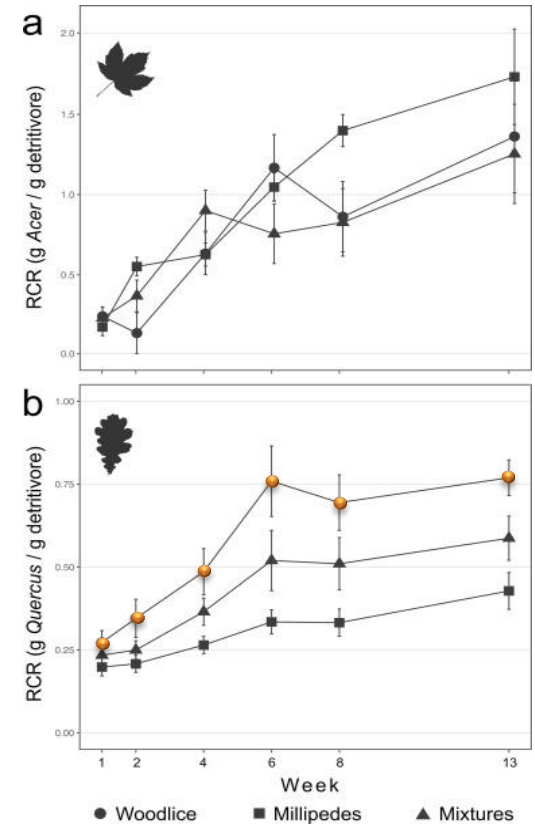 a
RCR (g Acer / g detritivore)
2.0
1.5
1.0
0.5
0.0
b
RCR (g Quercus / g detritivore)
1.00
0.75
0.50
0.25
0.00
1 2 4 6 8 13
Week
Woodlice Millipedes Mixtures